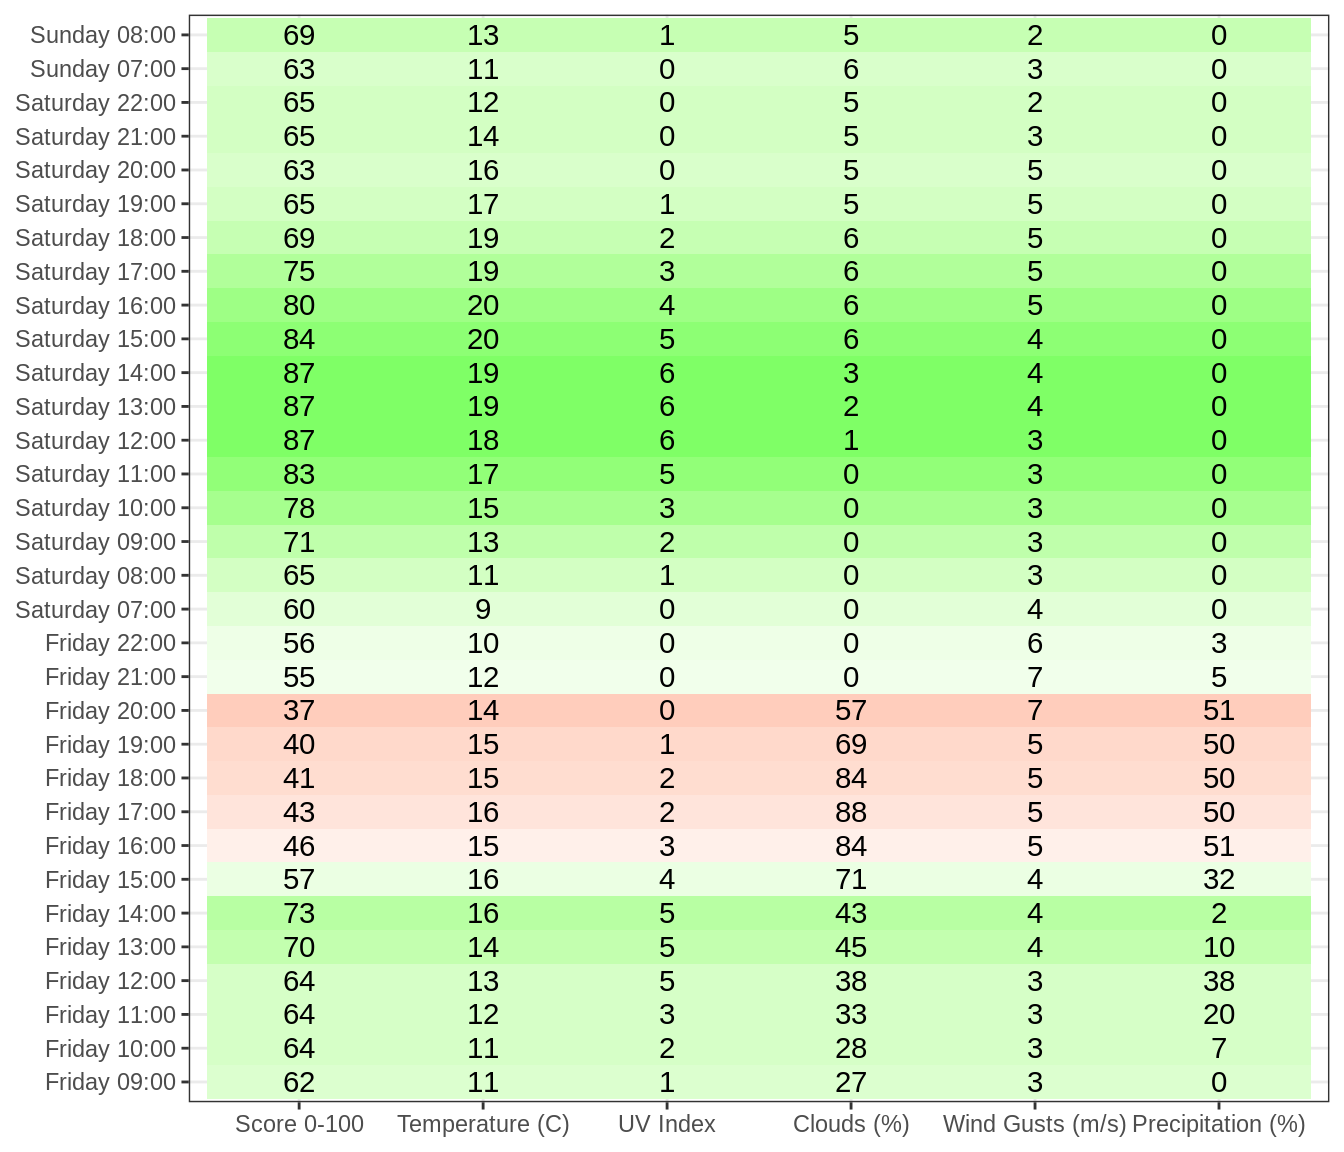 Sunday 08:00 69 13 1 5 2 0
Sunday 07:00 63 11 0 6 3 0
Saturday 22:00 65 12 0 5 2 0
Saturday 21:00 65 14 0 5 3 0
Saturday 20:00 63 16 0 5 5 0
Saturday 19:00 65 17 1 5 5 0
Saturday 18:00 69 19 2 6 5 0
Saturday 17:00 75 19 3 6 5 0
Saturday 16:00 80 20 4 6 5 0
Saturday 15:00 84 20 5 6 4 0
Saturday 14:00 87 19 6 3 4 0
Saturday 13:00 87 19 6 2 4 0
Saturday 12:00 87 18 6 1 3 0
Saturday 11:00 83 17 5 0 3 0
Saturday 10:00 78 15 3 0 3 0
Saturday 09:00 71 13 2 0 3 0
Saturday 08:00 65 11 1 0 3 0
Saturday 07:00 60 9 0 0 4 0
Friday 22:00 56 10 0 0 6 3
Friday 21:00 55 12 0 0 7 5
Friday 20:00 37 14 0 57 7 51
Friday 19:00 40 15 1 69 5 50
Friday 18:00 41 15 2 84 5 50
Friday 17:00 43 16 2 88 5 50
Friday 16:00 46 15 3 84 5 51
Friday 15:00 57 16 4 71 4 32
Friday 14:00 73 16 5 43 4 2
Friday 13:00 70 14 5 45 4 10
Friday 12:00 64 13 5 38 3 38
Friday 11:00 64 12 3 33 3 20
Friday 10:00 64 11 2 28 3 7
Friday 09:00 62 11 1 27 3 0
Score 0-100 Temperature (C) UV Index Clouds (%) Wind Gusts (m/s) Precipitation (%)